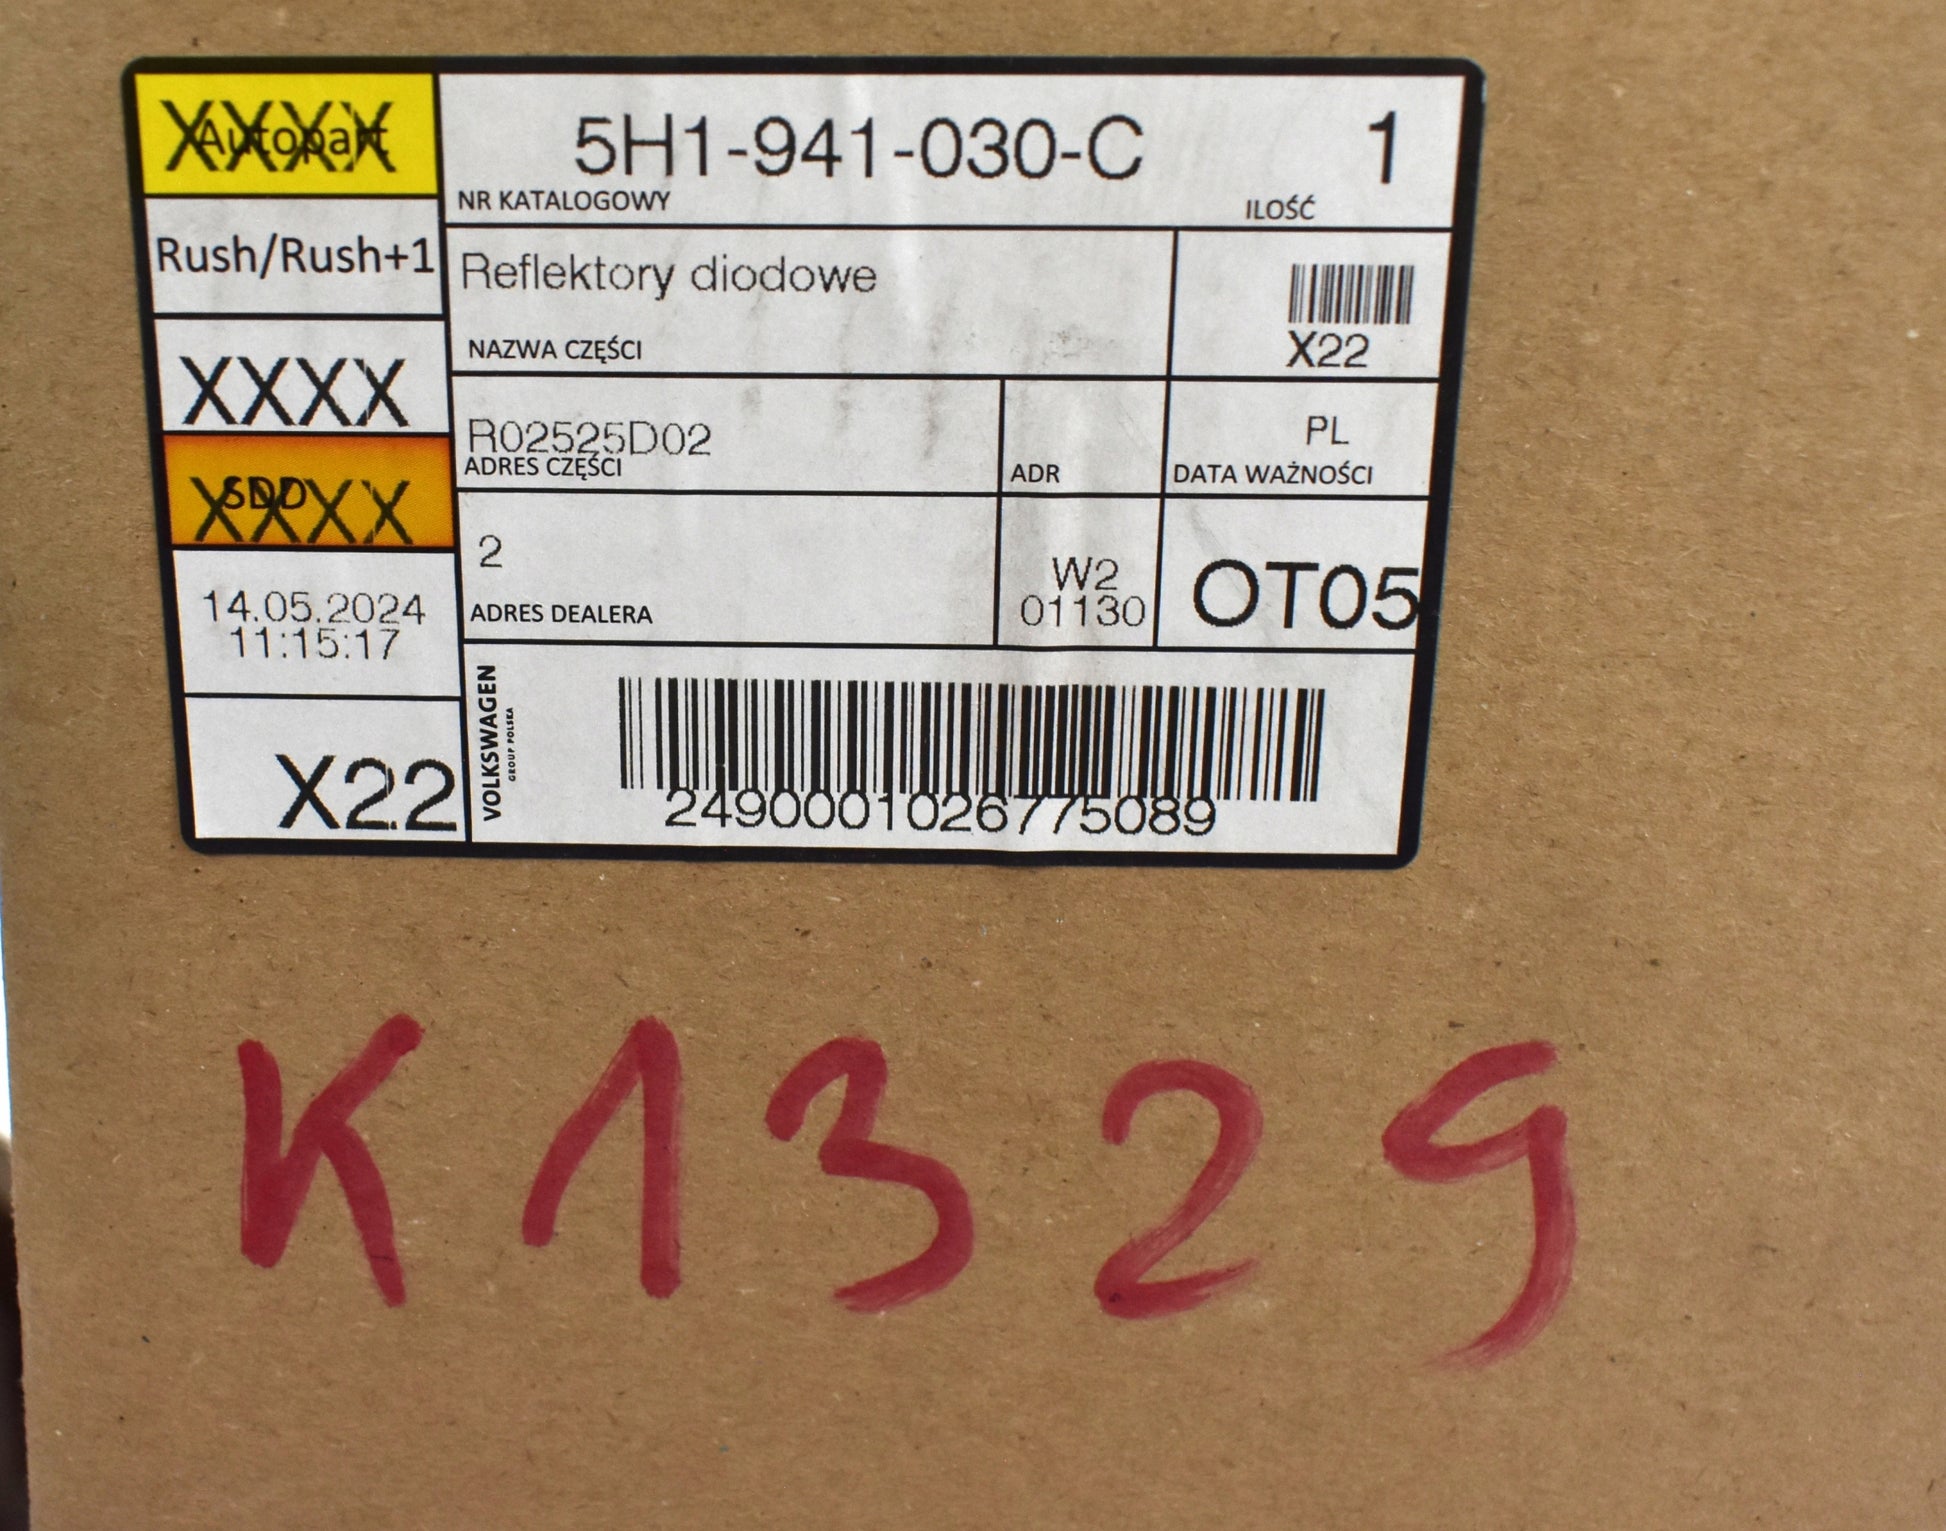 XXXX
Autopart
5H1-941-030-C
1
NR KATALOGOWY
ILOŚĆ
Rush/Rush+1
Reflektory diodowe
NAZWA CZĘŚCI
X22
XXXX
R02525D02
ADRES CZĘŚCI
ADR
PL
DATA WAŻNOŚCI
SDD
XXXX
2
ADRES DEALERA
W2
01130
OT05
14.05.2024
11:15:17
X22
VOLKSWAGEN
GROUP POLSKA
2490001026775089
K1329